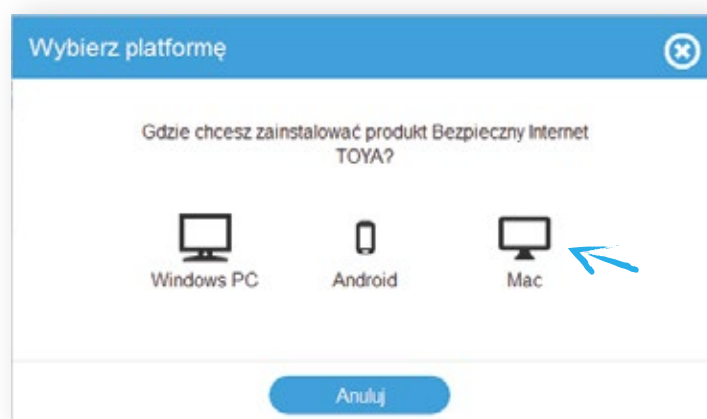 Wybierz platformę
Gdzie chcesz zainstalować produkt Bezpieczny Internet
TOYA?
Windows PC
Android
Mac
Anuluj